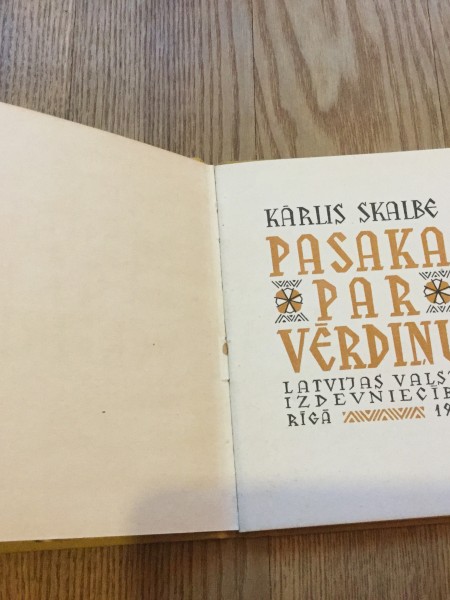 KĀRLIS SKALBE
PASAKA
PAR
VĒRDIŅU
LATVIJAS VALST
IZDEVNIECĪB
RĪGĀ 19